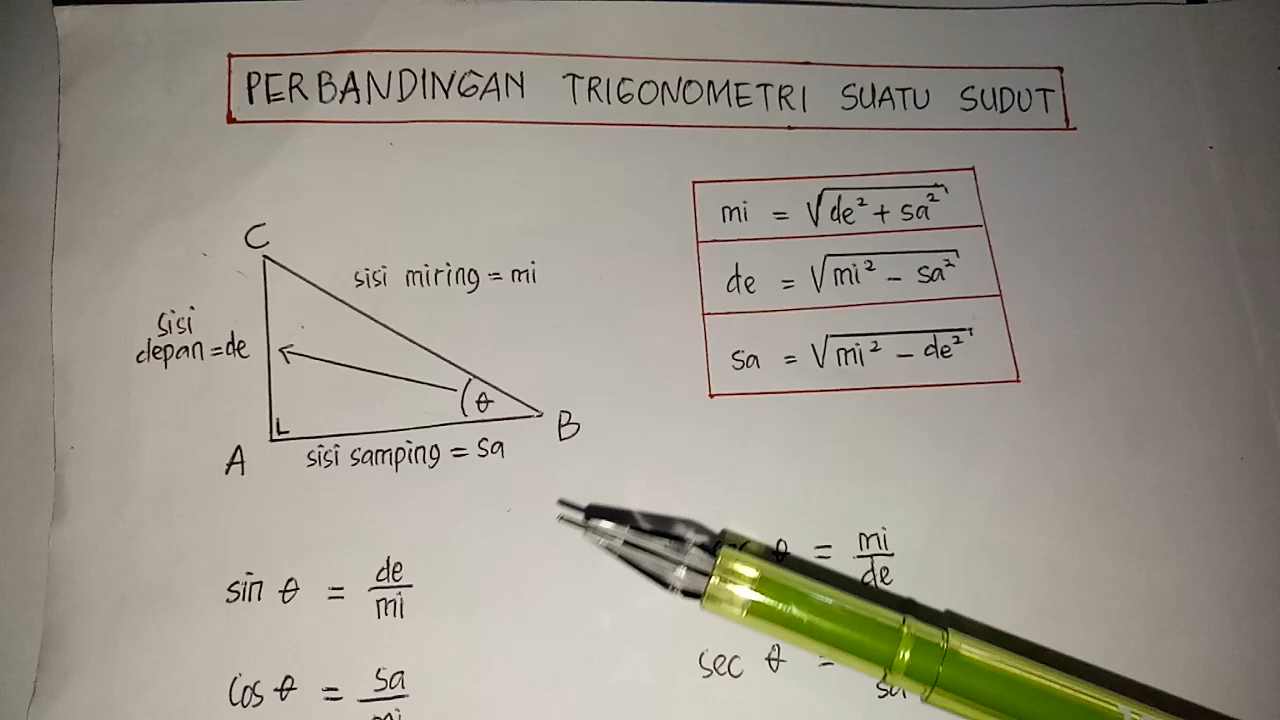 PERBANDINGAN TRIGONOMETRI SUATU SUDUT
mi = √de² + sa²
de = √mi² - sa²
sa = √mi² - de²
C
sisi miring = mi
sisi
depan = de
θ
A
B
sisi samping = sa
sin θ = de/mi
θ = mi/de
cos θ = sa/mi
sec θ =